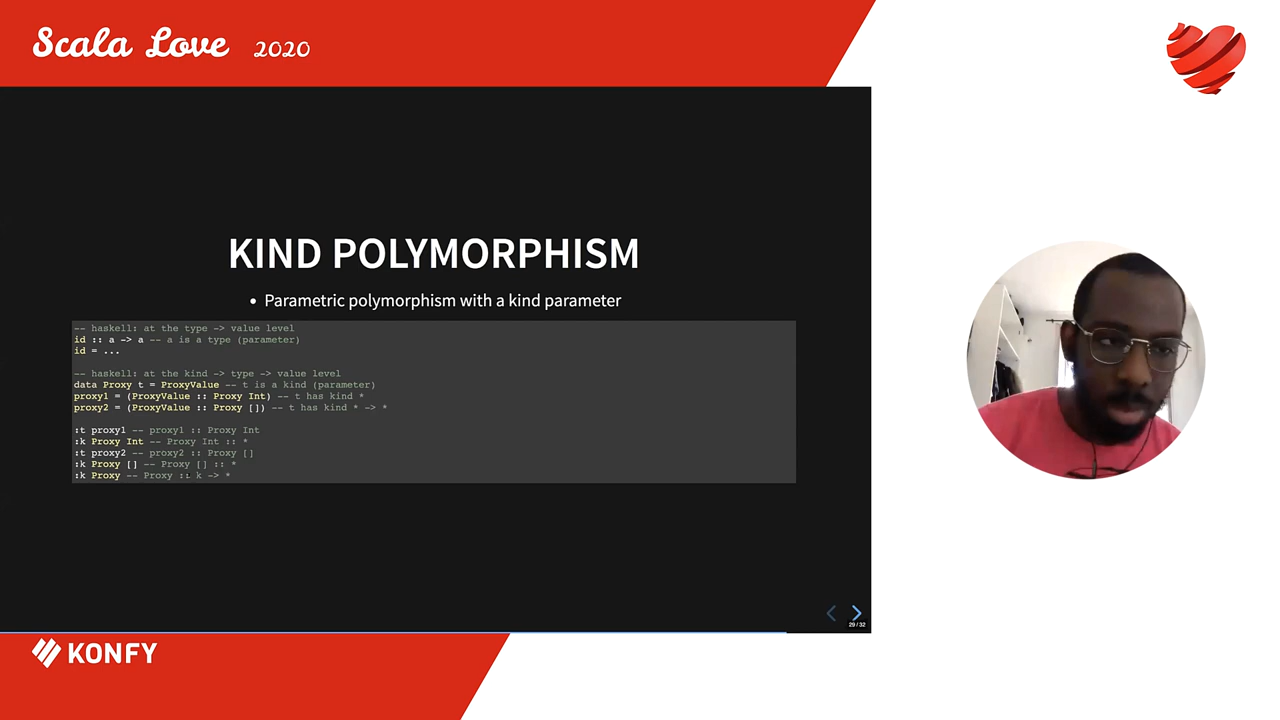 Scala Love 2020
KIND POLYMORPHISM
• Parametric polymorphism with a kind parameter
-- haskell: at the type -> value level
id :: a -> a -- a is a type (parameter)
id = ...
-- haskell: at the kind -> type -> value level
data Proxy t = ProxyValue -- t is a kind (parameter)
proxy1 = (ProxyValue :: Proxy Int) -- t has kind *
proxy2 = (ProxyValue :: Proxy []) -- t has kind * -> *
:t proxy1 -- proxy1 :: Proxy Int
:k Proxy Int -- Proxy Int :: *
:t proxy2 -- proxy2 :: Proxy []
:k Proxy [] -- Proxy [] :: *
:k Proxy -- Proxy :: k -> *
29 / 32
KONFY